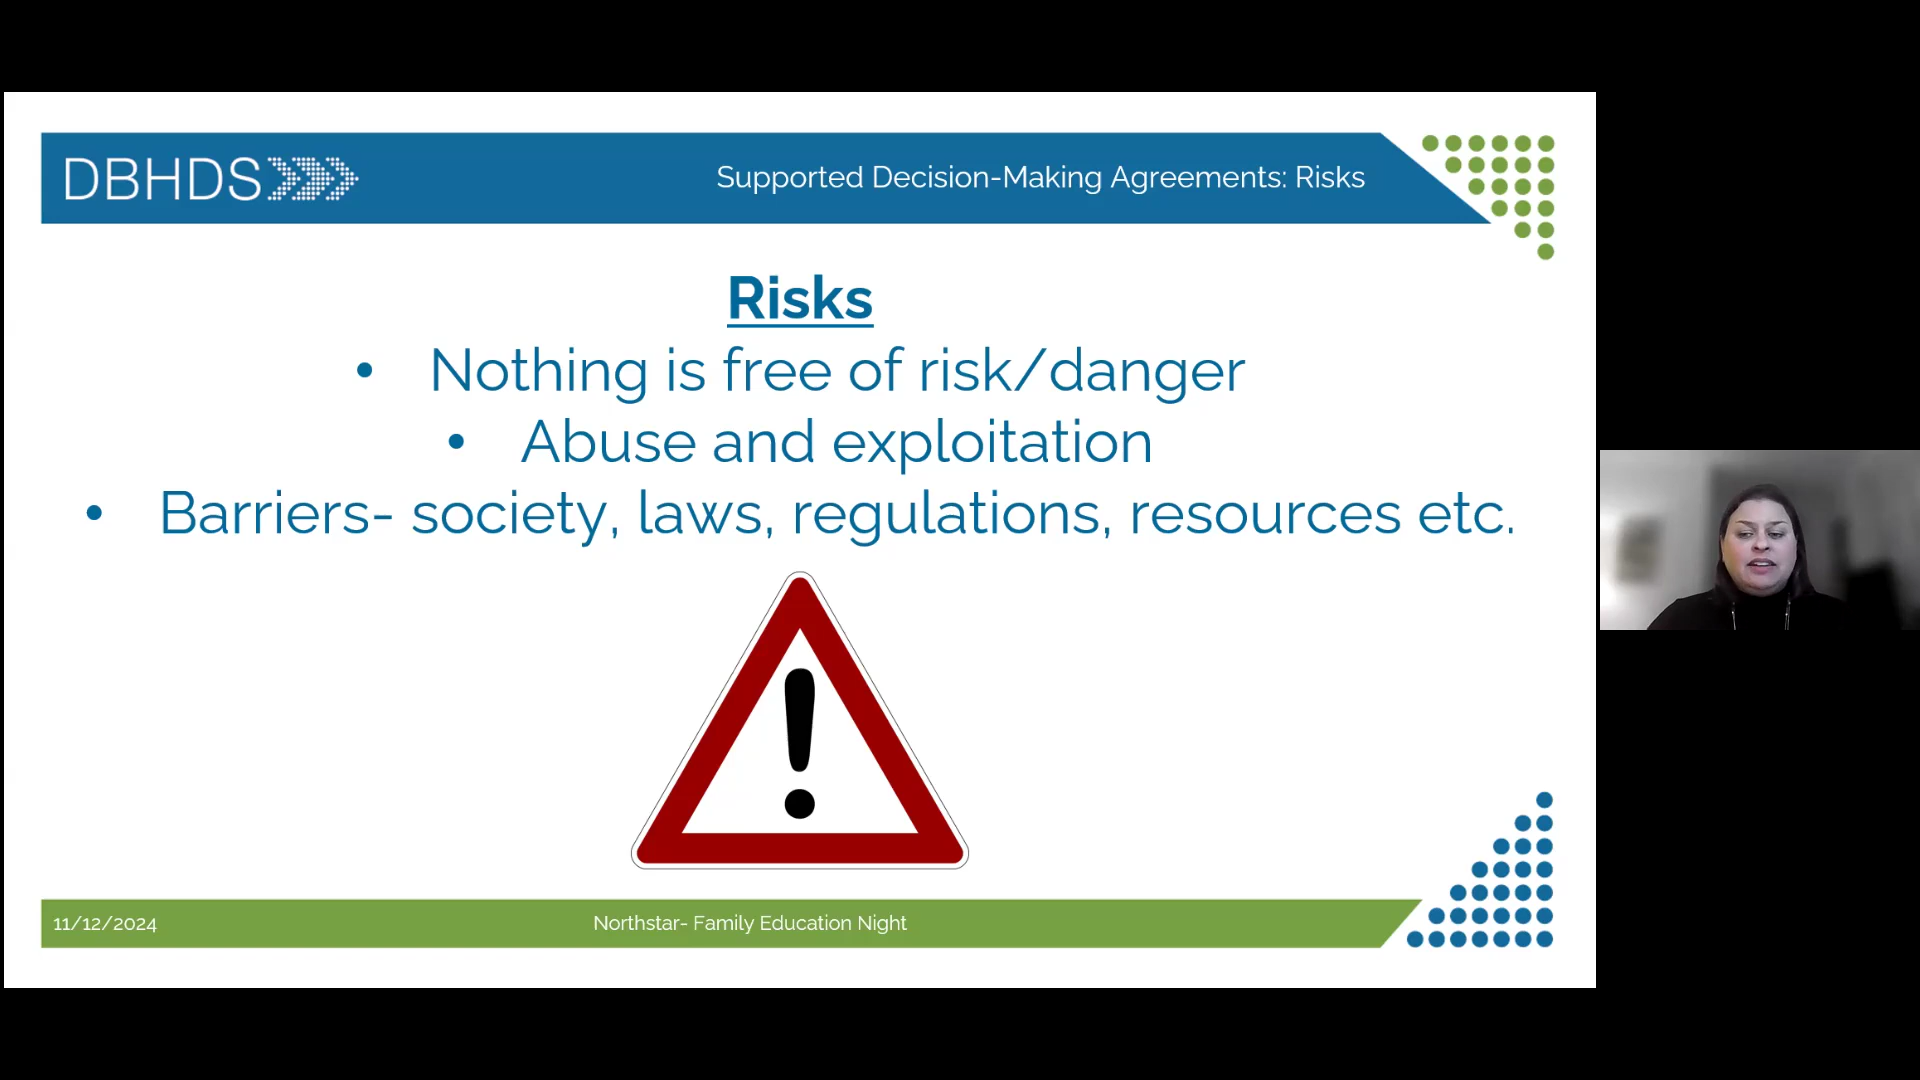 DBHDS
Supported Decision-Making Agreements: Risks
Risks
• Nothing is free of risk/danger
• Abuse and exploitation
• Barriers- society, laws, regulations, resources etc.
!
11/12/2024
Northstar- Family Education Night